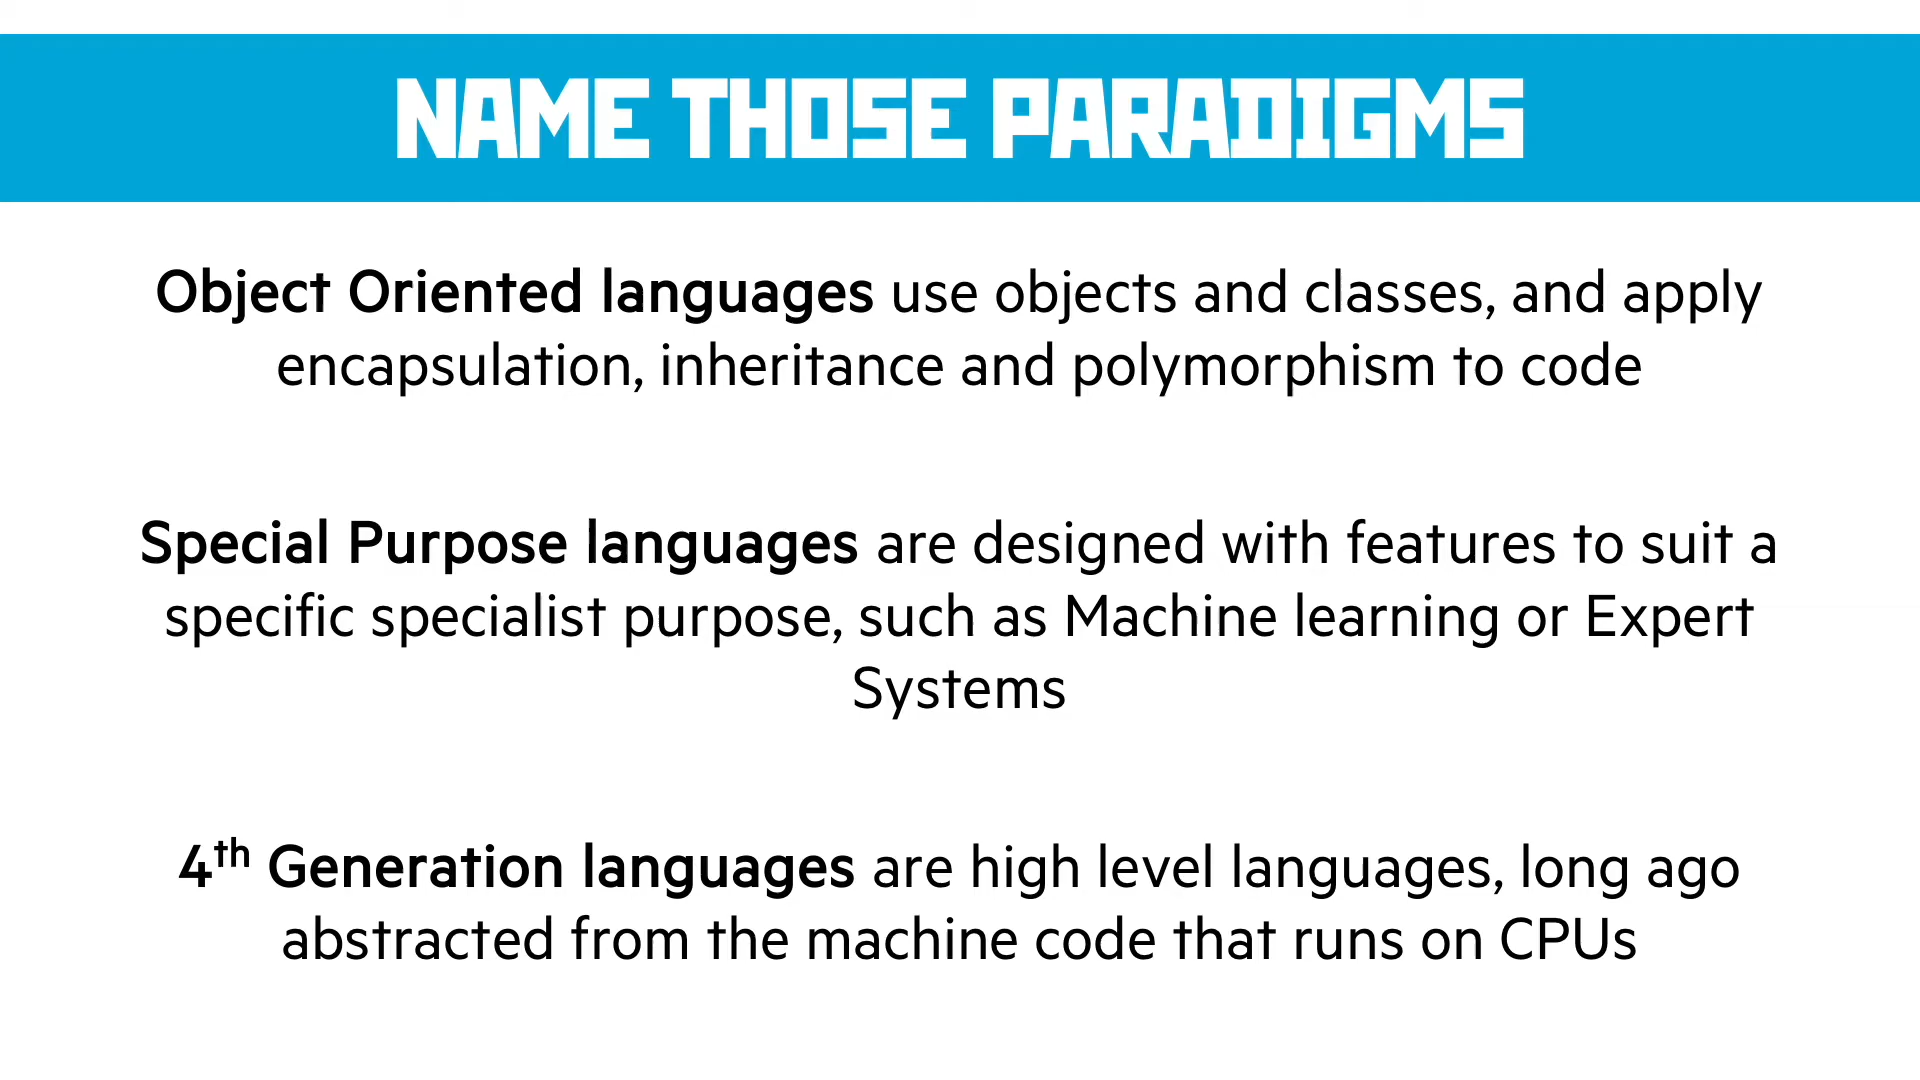 NAME THOSE PARADIGMS
Object Oriented languages use objects and classes, and apply
encapsulation, inheritance and polymorphism to code
Special Purpose languages are designed with features to suit a
specific specialist purpose, such as Machine learning or Expert
Systems
4th Generation languages are high level languages, long ago
abstracted from the machine code that runs on CPUs